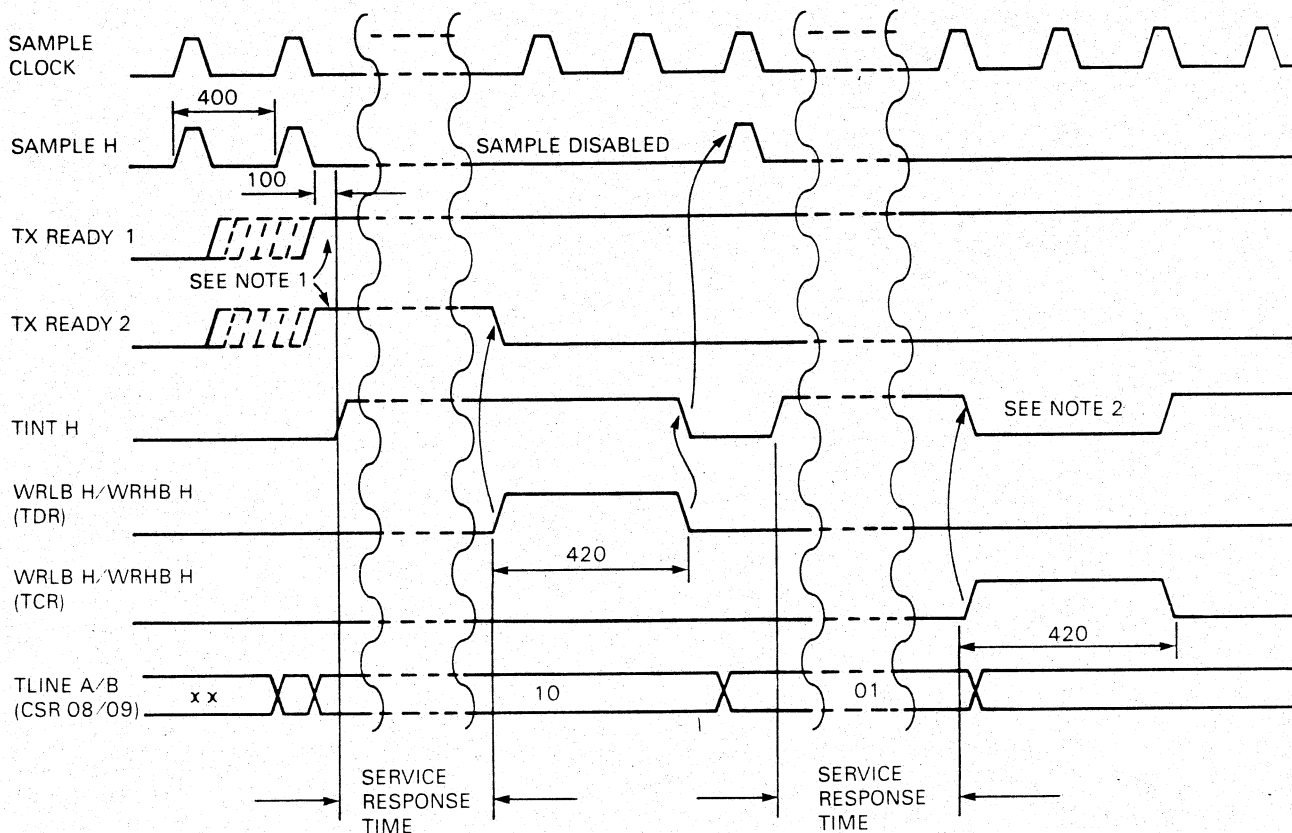 SAMPLE
CLOCK
400
SAMPLE H
SAMPLE DISABLED
100
TX READY 1
SEE NOTE 1
TX READY 2
TINT H
SEE NOTE 2
WRLB H/WRHB H
(TDR)
420
WRLB H/WRHB H
(TCR)
420
TLINE A/B
(CSR 08/09)
x x
10
01
SERVICE
RESPONSE
TIME
SERVICE
RESPONSE
TIME